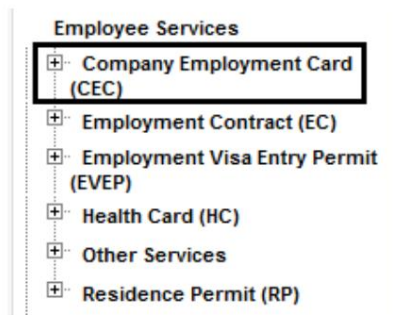 Employee Services
Company Employment Card
(CEC)
Employment Contract (EC)
Employment Visa Entry Permit
(EVEP)
Health Card (HC)
Other Services
Residence Permit (RP)